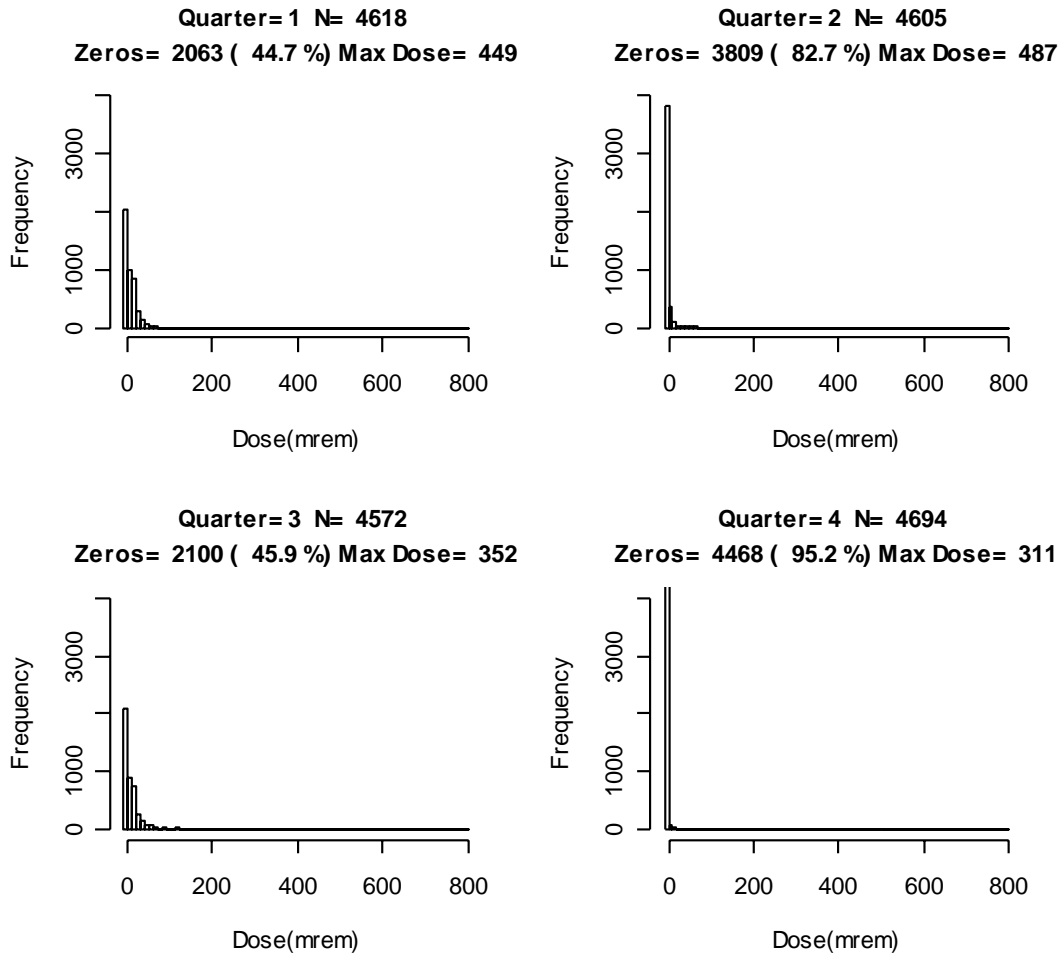 Quarter= 1 N= 4618
Zeros= 2063 ( 44.7 %) Max Dose= 449
Frequency
3000
1000
0
0 200 400 600 800
Dose(mrem)
Quarter= 2 N= 4605
Zeros= 3809 ( 82.7 %) Max Dose= 487
Frequency
3000
1000
0
0 200 400 600 800
Dose(mrem)
Quarter= 3 N= 4572
Zeros= 2100 ( 45.9 %) Max Dose= 352
Frequency
3000
1000
0
0 200 400 600 800
Dose(mrem)
Quarter= 4 N= 4694
Zeros= 4468 ( 95.2 %) Max Dose= 311
Frequency
3000
1000
0
0 200 400 600 800
Dose(mrem)